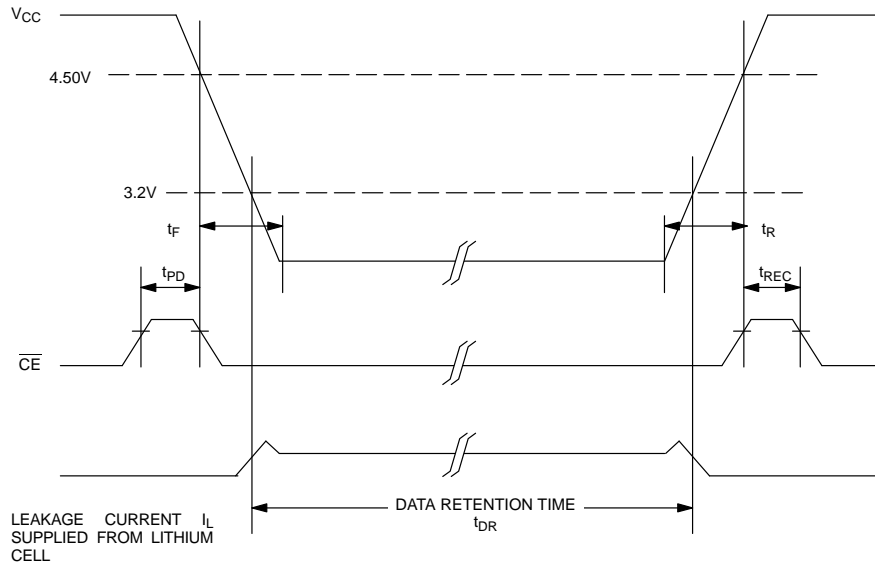 VCC
4.50V
3.2V
tF
tR
tPD
tREC
CE
DATA RETENTION TIME
tDR
LEAKAGE CURRENT IL
SUPPLIED FROM LITHIUM
CELL